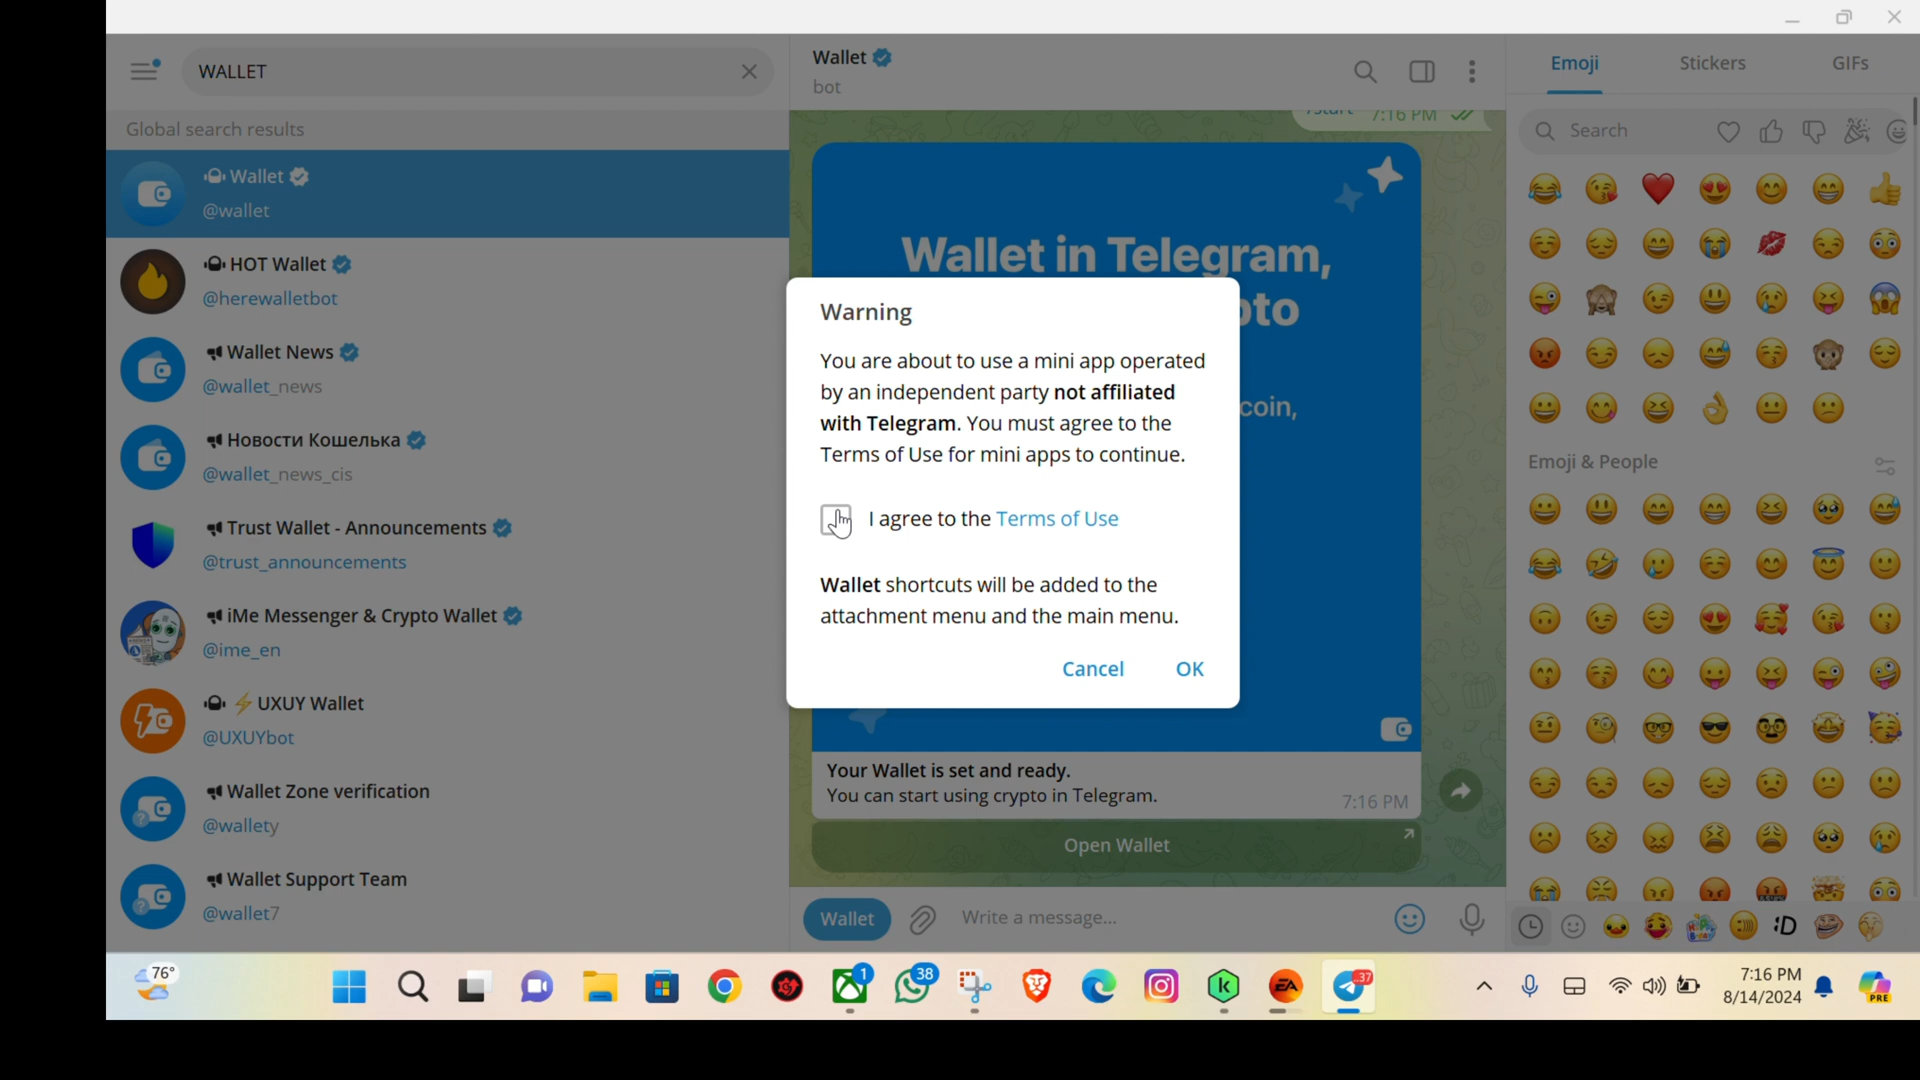 WALLET
Global search results
Wallet
@wallet
HOT Wallet
@herewalletbot
Wallet News
@wallet_news
Новости Кошелька
@wallet_news_cis
Trust Wallet - Announcements
@trust_announcements
iMe Messenger & Crypto Wallet
@ime_en
⚡UXUY Wallet
@UXUYbot
Wallet Zone verification
@wallety
Wallet Support Team
@wallet7
Wallet
bot
/start 7:16 PM
Wallet in Telegram,
Warning
You are about to use a mini app operated
by an independent party not affiliated
with Telegram. You must agree to the
Terms of Use for mini apps to continue.
I agree to the Terms of Use
Wallet shortcuts will be added to the
attachment menu and the main menu.
Cancel OK
Your Wallet is set and ready.
You can start using crypto in Telegram.
7:16 PM
Open Wallet
Wallet
Write a message...
Emoji Stickers GIFs
Search
Emoji & People
:D
76°
1
38
37
PRE
7:16 PM
8/14/2024